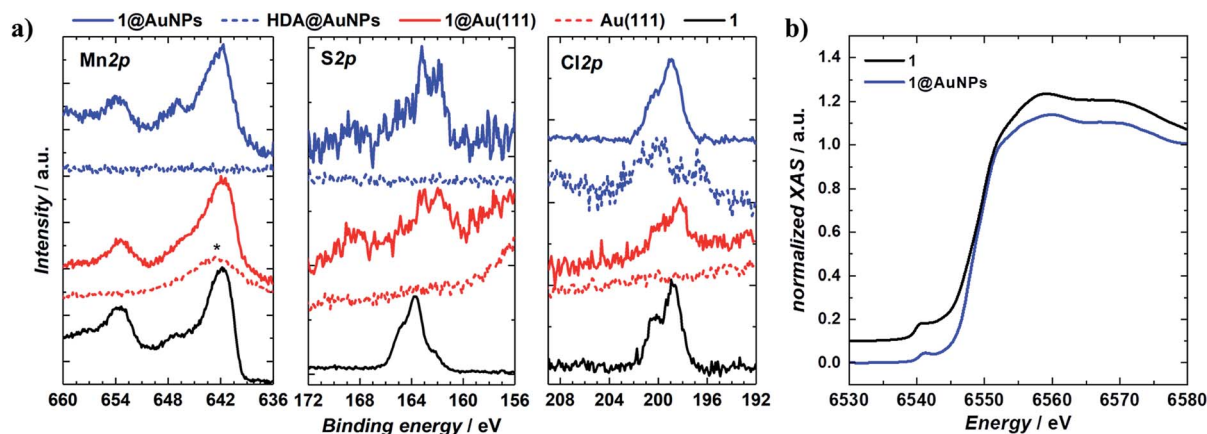 a)
1@AuNPs HDA@AuNPs 1@Au(111) Au(111) 1
Mn2p
S2p
Cl2p
*
Intensity / a.u.
660 654 648 642 636
172 168 164 160 156
208 204 200 196 192
Binding energy / eV
b)
1
1@AuNPs
normalized XAS / a.u.
1.4
1.2
1.0
0.8
0.6
0.4
0.2
0.0
6530 6540 6550 6560 6570 6580
Energy / eV